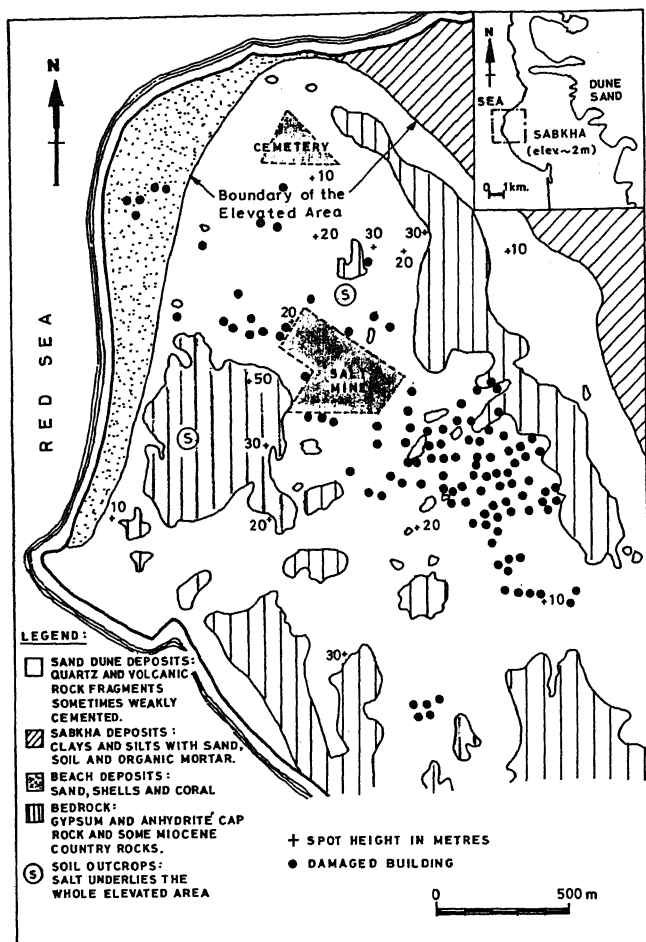 N
N
SEA
DUNE
SAND
SABKHA
(elev~2m)
0 1km.
CEMETERY
+10
Boundary of the
Elevated Area
+20
30
+
30+
+
20
+10
S
20
+
SALT
MINE
+50
S
30+
+10
20+
+20
+10
30+
RED SEA
LEGEND:
SAND DUNE DEPOSITS:
QUARTZ AND VOLCANIC
ROCK FRAGMENTS
SOMETIMES WEAKLY
CEMENTED.
SABKHA DEPOSITS:
CLAYS AND SILTS WITH SAND,
SOIL AND ORGANIC MORTAR.
BEACH DEPOSITS:
SAND, SHELLS AND CORAL
BEDROCK:
GYPSUM AND ANHYDRITE CAP
ROCK AND SOME MIOCENE
COUNTRY ROCKS.
S SOIL OUTCROPS:
SALT UNDERLIES THE
WHOLE ELEVATED AREA
+ SPOT HEIGHT IN METRES
● DAMAGED BUILDING
0 500 m